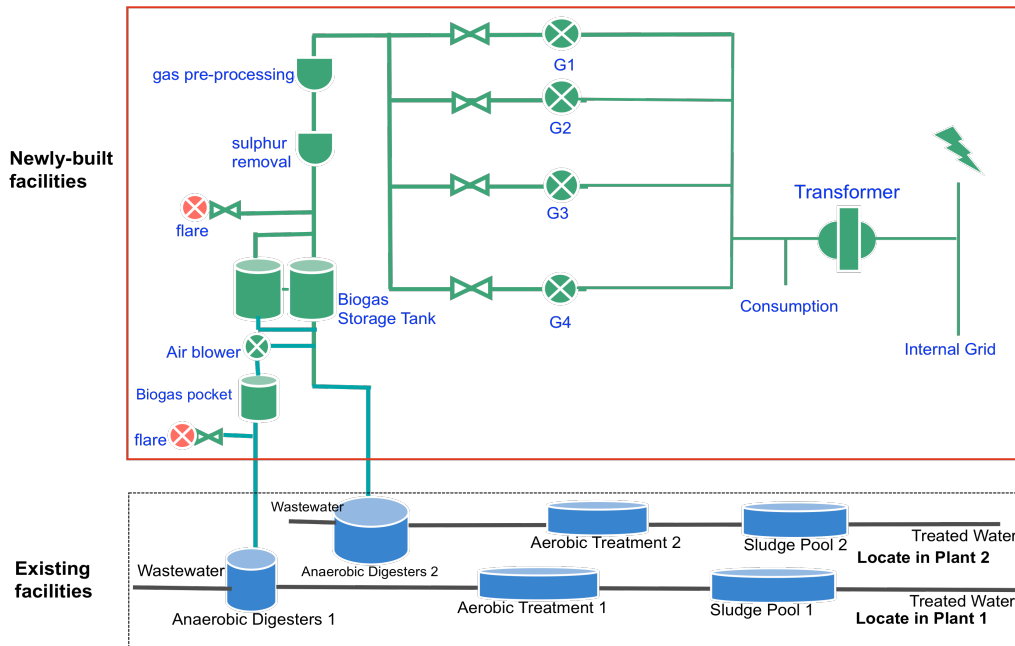 gas pre-processing
G1
G2
sulphur
removal
Newly-built
facilities
G3
Transformer
flare
Biogas
Storage Tank
Consumption
G4
Air blower
Internal Grid
Biogas pocket
flare
Wastewater
Treated Water
Aerobic Treatment 2
Sludge Pool 2
Locate in Plant 2
Existing
facilities
Wastewater
Anaerobic Digesters 2
Treated Water
Anaerobic Digesters 1
Aerobic Treatment 1
Sludge Pool 1
Locate in Plant 1